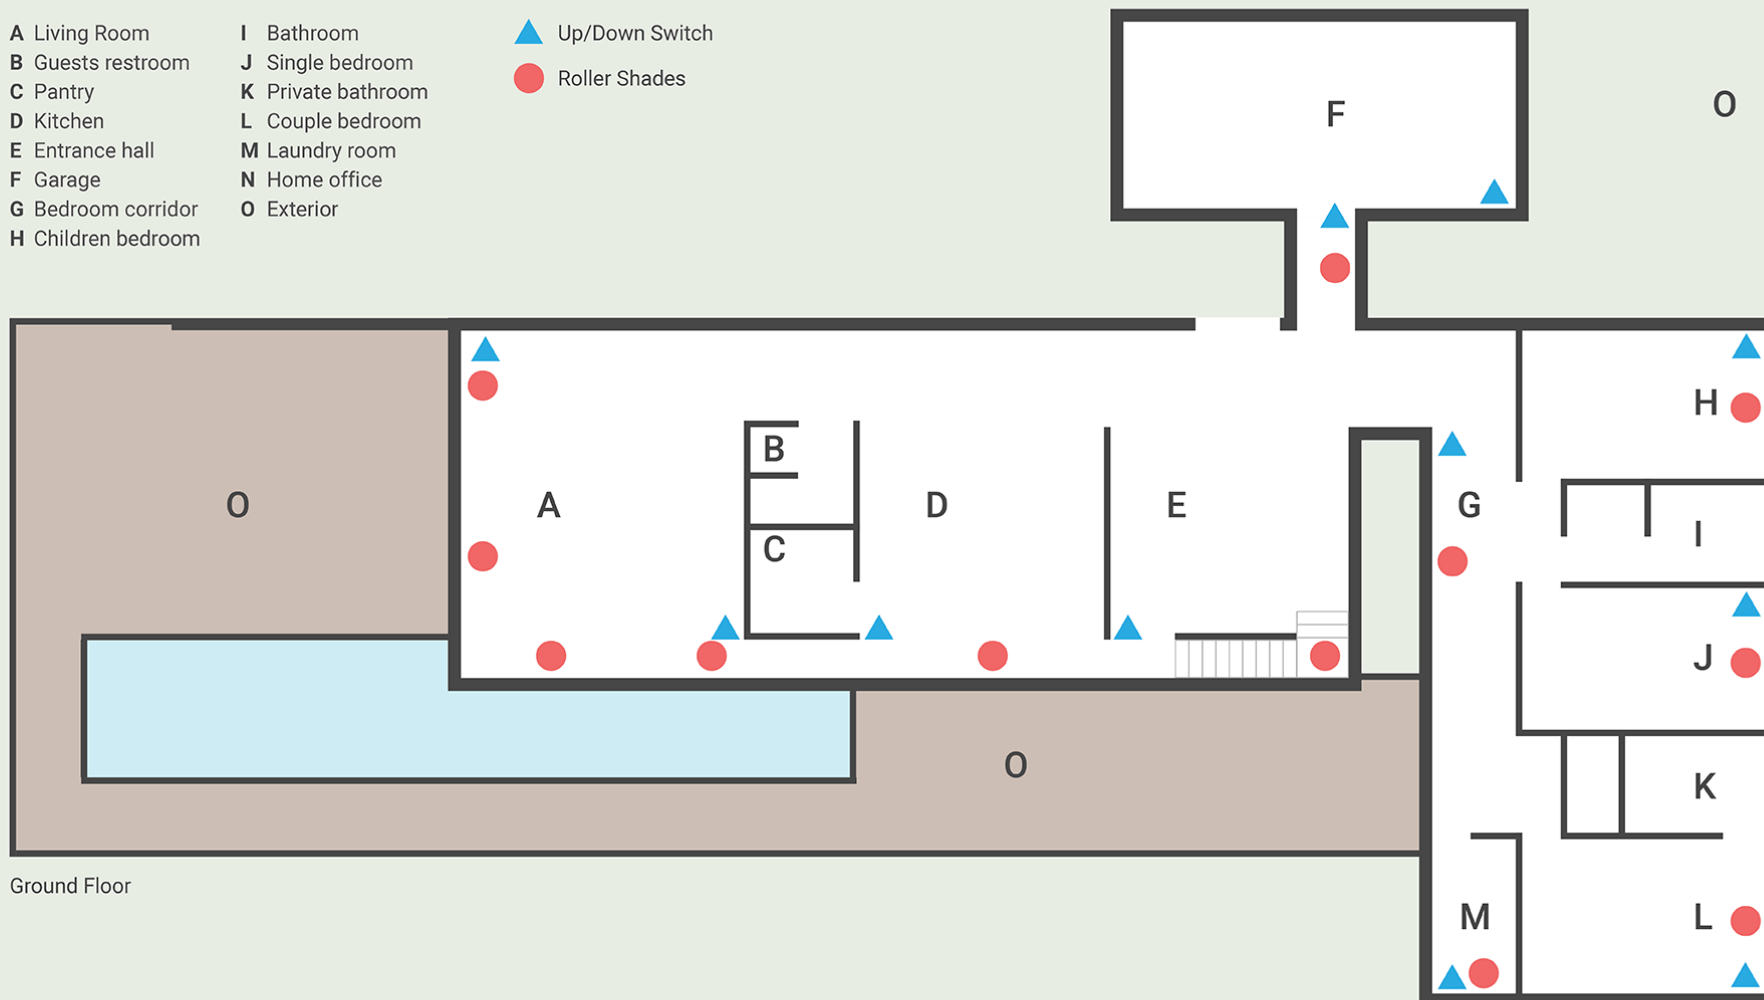 A Living Room
B Guests restroom
C Pantry
D Kitchen
E Entrance hall
F Garage
G Bedroom corridor
H Children bedroom
I Bathroom
J Single bedroom
K Private bathroom
L Couple bedroom
M Laundry room
N Home office
O Exterior
Up/Down Switch
Roller Shades
F
O
H
B
O
A
D
E
G
I
C
J
O
K
M
L
Ground Floor